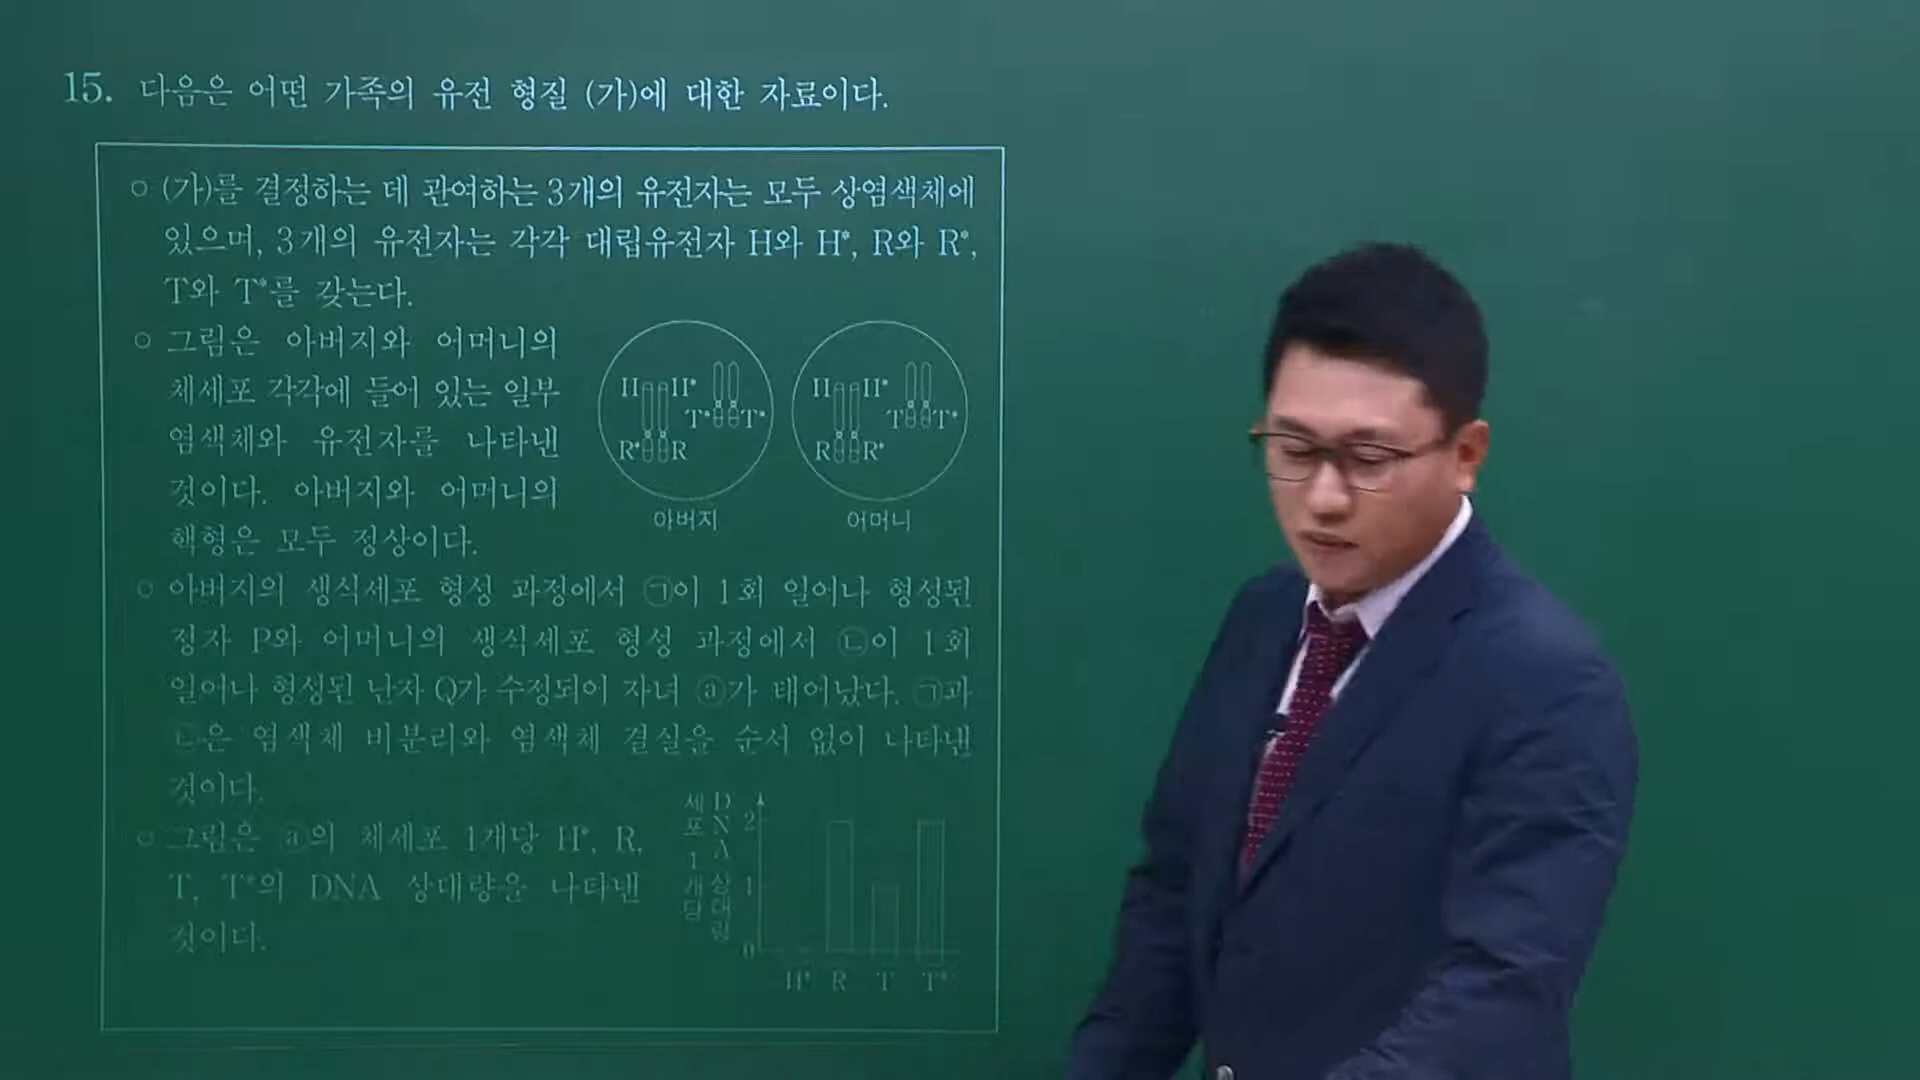 15. 다음은 어떤 가족의 유전 형질 (가)에 대한 자료이다.
○ (가)를 결정하는 데 관여하는 3개의 유전자는 모두 상염색체에
있으며, 3개의 유전자는 각각 대립유전자 H와 H*, R와 R*,
T와 T*를 갖는다.
○ 그림은 아버지와 어머니의
체세포 각각에 들어 있는 일부
염색체와 유전자를 나타낸
것이다. 아버지와 어머니의
핵형은 모두 정상이다.
H H*
T* T*
R* R
아버지
H H*
T T*
R R*
어머니
○ 아버지의 생식세포 형성 과정에서 ㉠이 1회 일어나 형성된
정자 P와 어머니의 생식세포 형성 과정에서 ㉡이 1회
일어나 형성된 난자 Q가 수정되어 자녀 ⓐ가 태어났다. ㉠과
㉡은 염색체 비분리와 염색체 결실을 순서 없이 나타낸
것이다.
○ 그림은 ⓐ의 체세포 1개당 H*, R,
T, T*의 DNA 상대량을 나타낸
것이다.
세포 1개당
DNA 상대량
2
1
0
H* R T T*